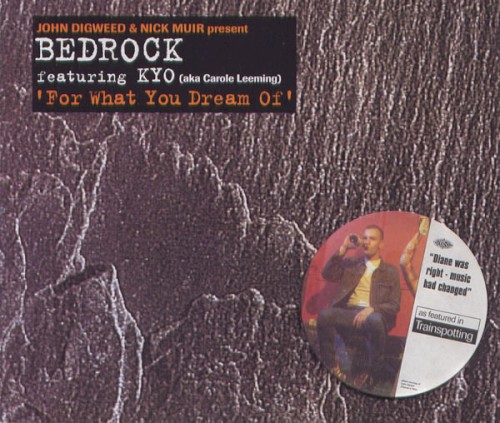 JOHN DIGWEED & NICK MUIR present
BEDROCK
featuring KYO (aka Carole Leeming)
'For What You Dream Of'
"Diane was
right - music
had changed"
as featured in
Trainspotting